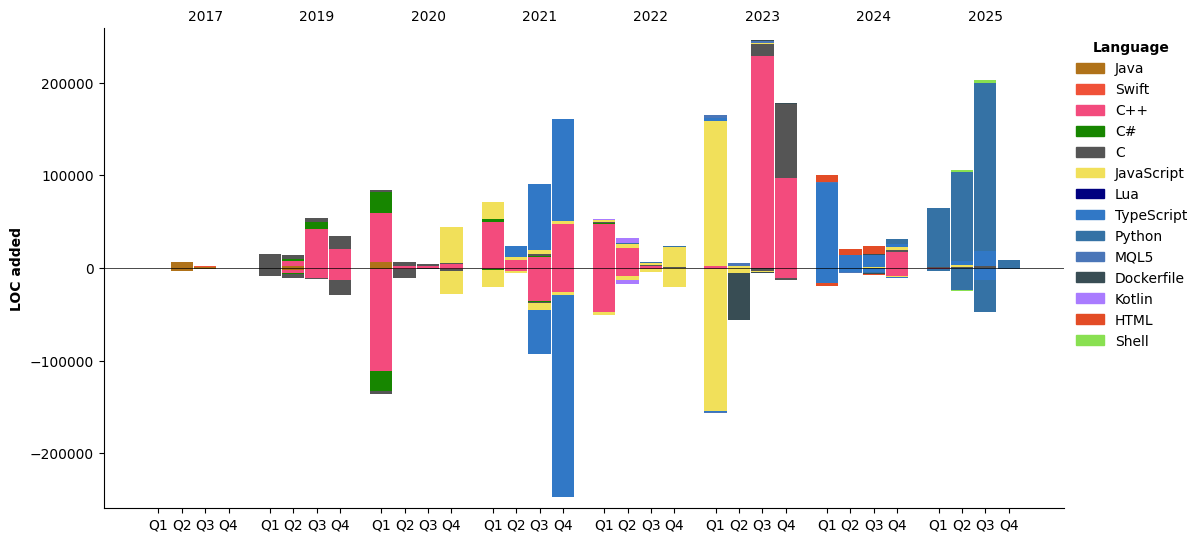 2017 2019 2020 2021 2022 2023 2024 2025
LOC added
200000
100000
0
−100000
−200000
Q1 Q2 Q3 Q4 Q1 Q2 Q3 Q4 Q1 Q2 Q3 Q4 Q1 Q2 Q3 Q4 Q1 Q2 Q3 Q4 Q1 Q2 Q3 Q4 Q1 Q2 Q3 Q4 Q1 Q2 Q3 Q4
Language
Java
Swift
C++
C#
C
JavaScript
Lua
TypeScript
Python
MQL5
Dockerfile
Kotlin
HTML
Shell